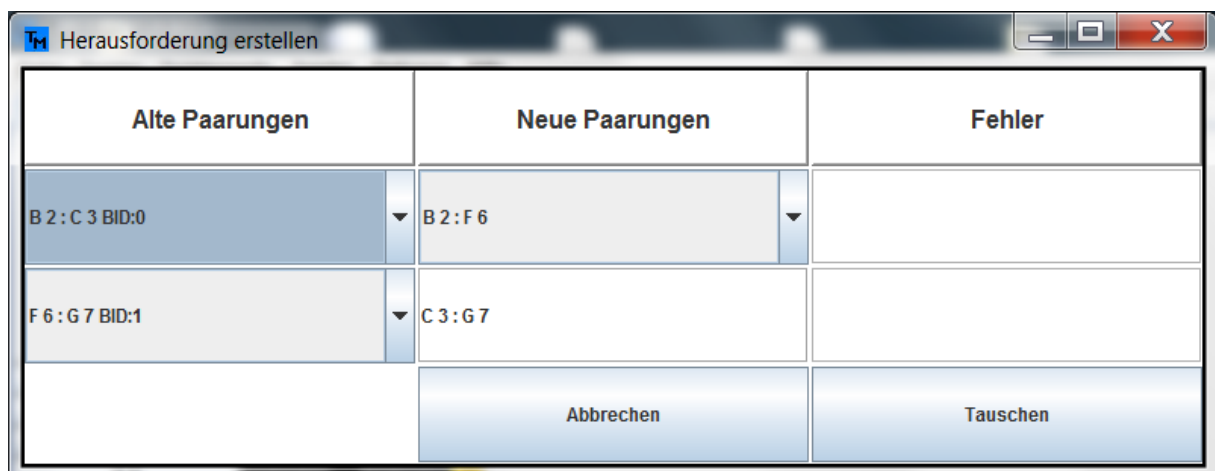 TM Herausforderung erstellen
Alte Paarungen Neue Paarungen Fehler
B 2 : C 3 BID:0 B 2 : F 6
F 6 : G 7 BID:1 C 3 : G 7
Abbrechen Tauschen